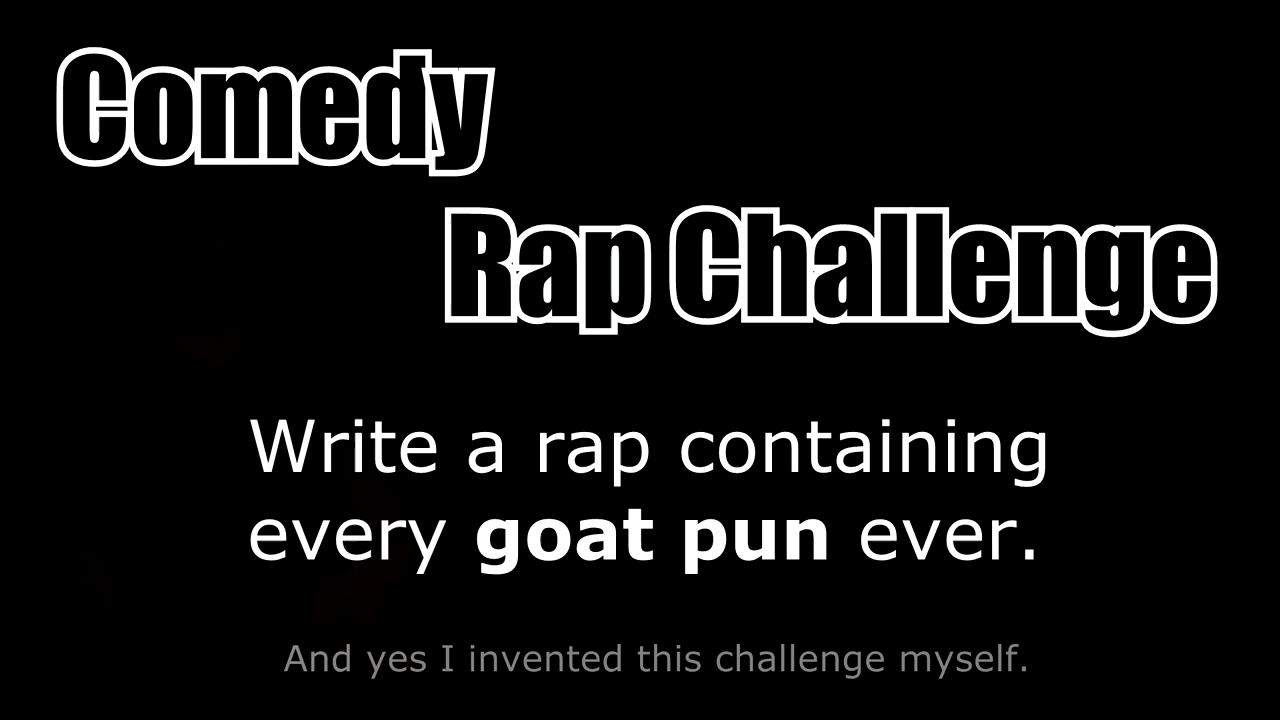 Comedy
Rap Challenge
Write a rap containing
every goat pun ever.
And yes I invented this challenge myself.